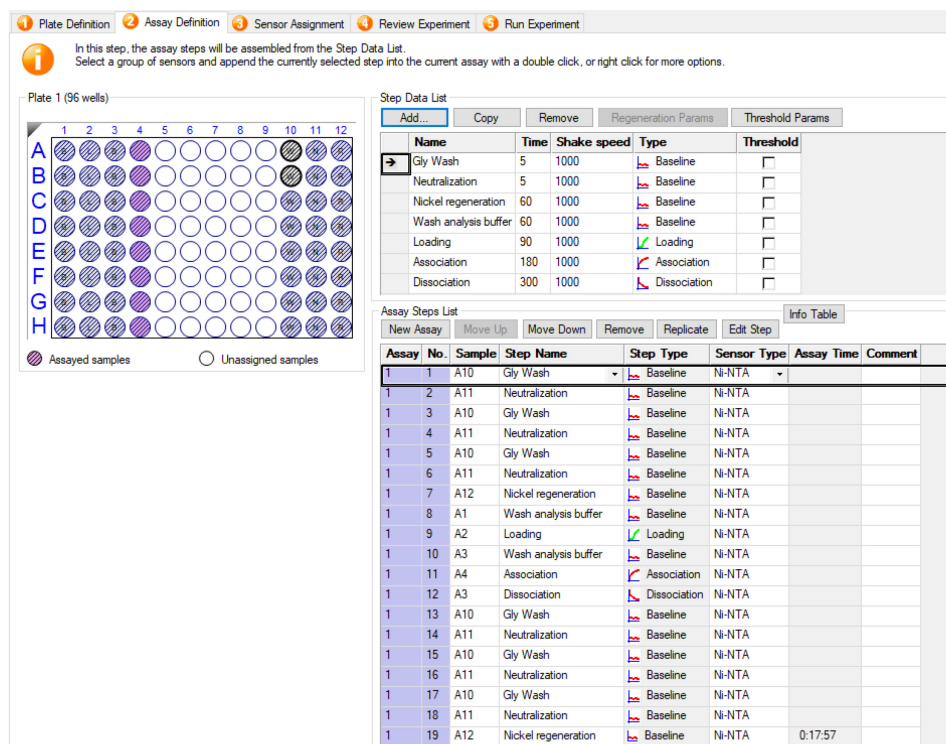 1 Plate Definition 2 Assay Definition 3 Sensor Assignment 4 Review Experiment 5 Run Experiment
In this step, the assay steps will be assembled from the Step Data List.
Select a group of sensors and append the currently selected step into the current assay with a double click, or right click for more options.
Plate 1 (96 wells)
1 2 3 4 5 6 7 8 9 10 11 12
A
B
C
D
E
F
G
H
Assayed samples Unassigned samples
Step Data List
Add... Copy Remove Regeneration Params Threshold Params
Name Time Shake speed Type Threshold
Gly Wash 5 1000 Baseline
Neutralization 5 1000 Baseline
Nickel regeneration 60 1000 Baseline
Wash analysis buffer 60 1000 Baseline
Loading 90 1000 Loading
Association 180 1000 Association
Dissociation 300 1000 Dissociation
Assay Steps List
Info Table
New Assay Move Up Move Down Remove Replicate Edit Step
Assay No. Sample Step Name Step Type Sensor Type Assay Time Comment
1 1 A10 Gly Wash Baseline Ni-NTA
1 2 A11 Neutralization Baseline Ni-NTA
1 3 A10 Gly Wash Baseline Ni-NTA
1 4 A11 Neutralization Baseline Ni-NTA
1 5 A10 Gly Wash Baseline Ni-NTA
1 6 A11 Neutralization Baseline Ni-NTA
1 7 A12 Nickel regeneration Baseline Ni-NTA
1 8 A1 Wash analysis buffer Baseline Ni-NTA
1 9 A2 Loading Loading Ni-NTA
1 10 A3 Wash analysis buffer Baseline Ni-NTA
1 11 A4 Association Association Ni-NTA
1 12 A3 Dissociation Dissociation Ni-NTA
1 13 A10 Gly Wash Baseline Ni-NTA
1 14 A11 Neutralization Baseline Ni-NTA
1 15 A10 Gly Wash Baseline Ni-NTA
1 16 A11 Neutralization Baseline Ni-NTA
1 17 A10 Gly Wash Baseline Ni-NTA
1 18 A11 Neutralization Baseline Ni-NTA
1 19 A12 Nickel regeneration Baseline Ni-NTA 0:17:57